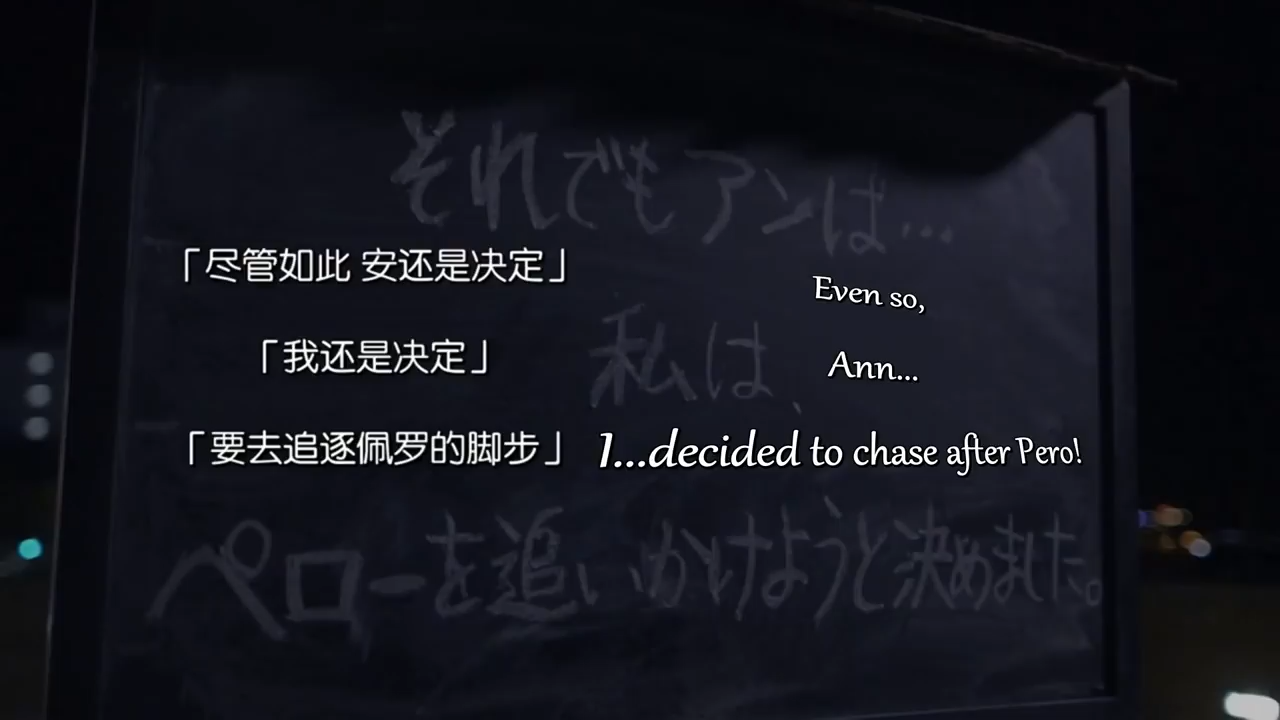 それでもアンは…
「尽管如此 安还是决定」
Even so,
私は、
「我还是决定」
Ann...
「要去追逐佩罗的脚步」
I...decided to chase after Pero!
ペローを追いかけようと決めました。